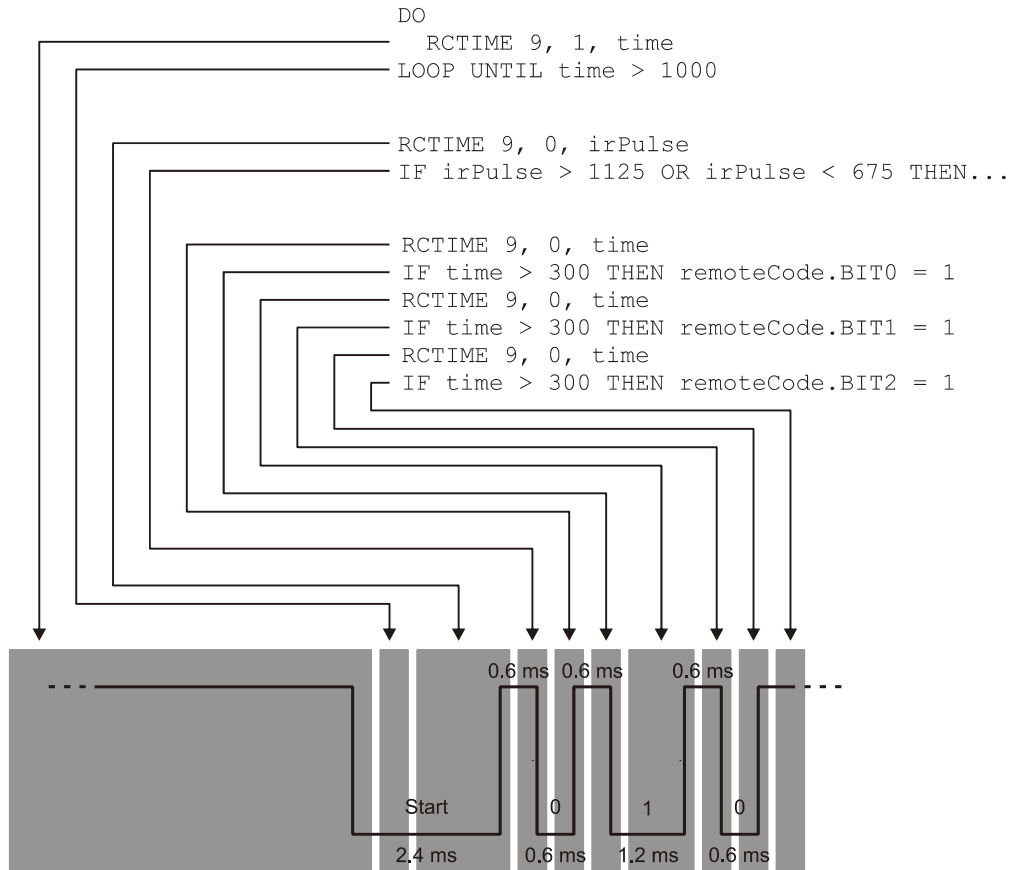 DO
RCTIME 9, 1, time
LOOP UNTIL time > 1000
RCTIME 9, 0, irPulse
IF irPulse > 1125 OR irPulse < 675 THEN...
RCTIME 9, 0, time
IF time > 300 THEN remoteCode.BIT0 = 1
RCTIME 9, 0, time
IF time > 300 THEN remoteCode.BIT1 = 1
RCTIME 9, 0, time
IF time > 300 THEN remoteCode.BIT2 = 1
0.6 ms 0.6 ms 0.6 ms
Start 0 1 0
2.4 ms 0.6 ms 1.2 ms 0.6 ms